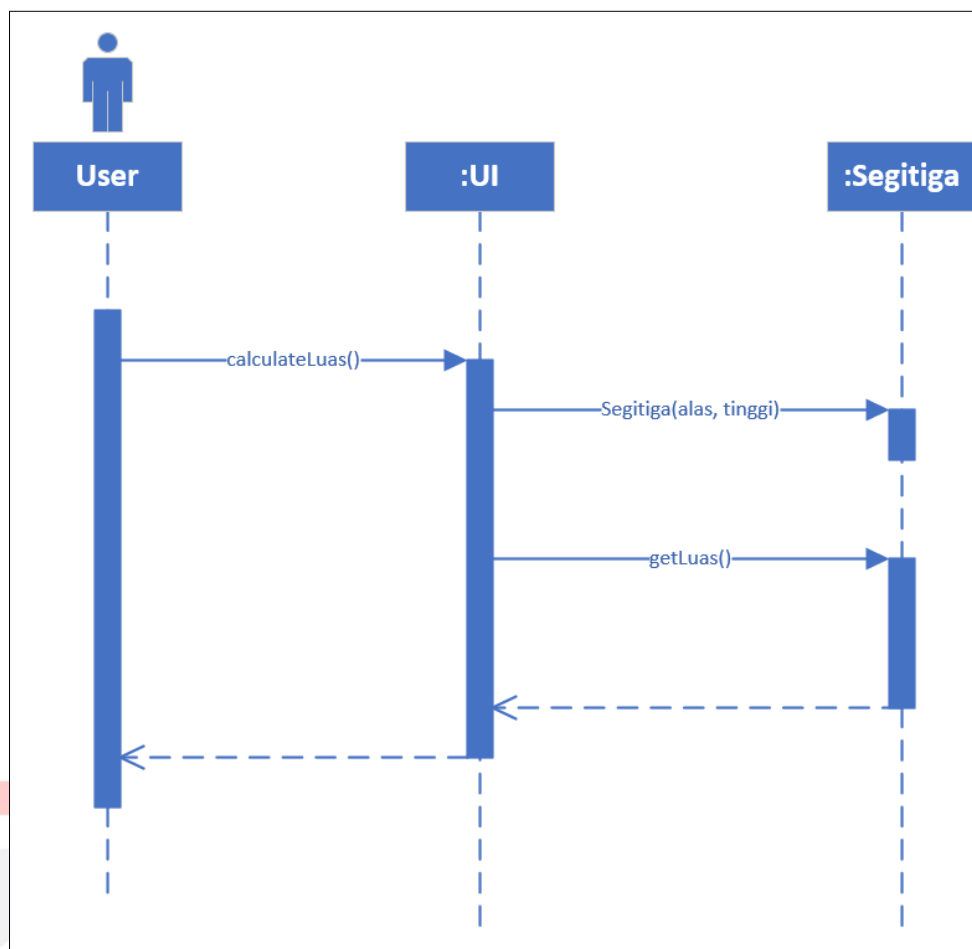 User
:UI
:Segitiga
calculateLuas()
Segitiga(alas, tinggi)
getLuas()